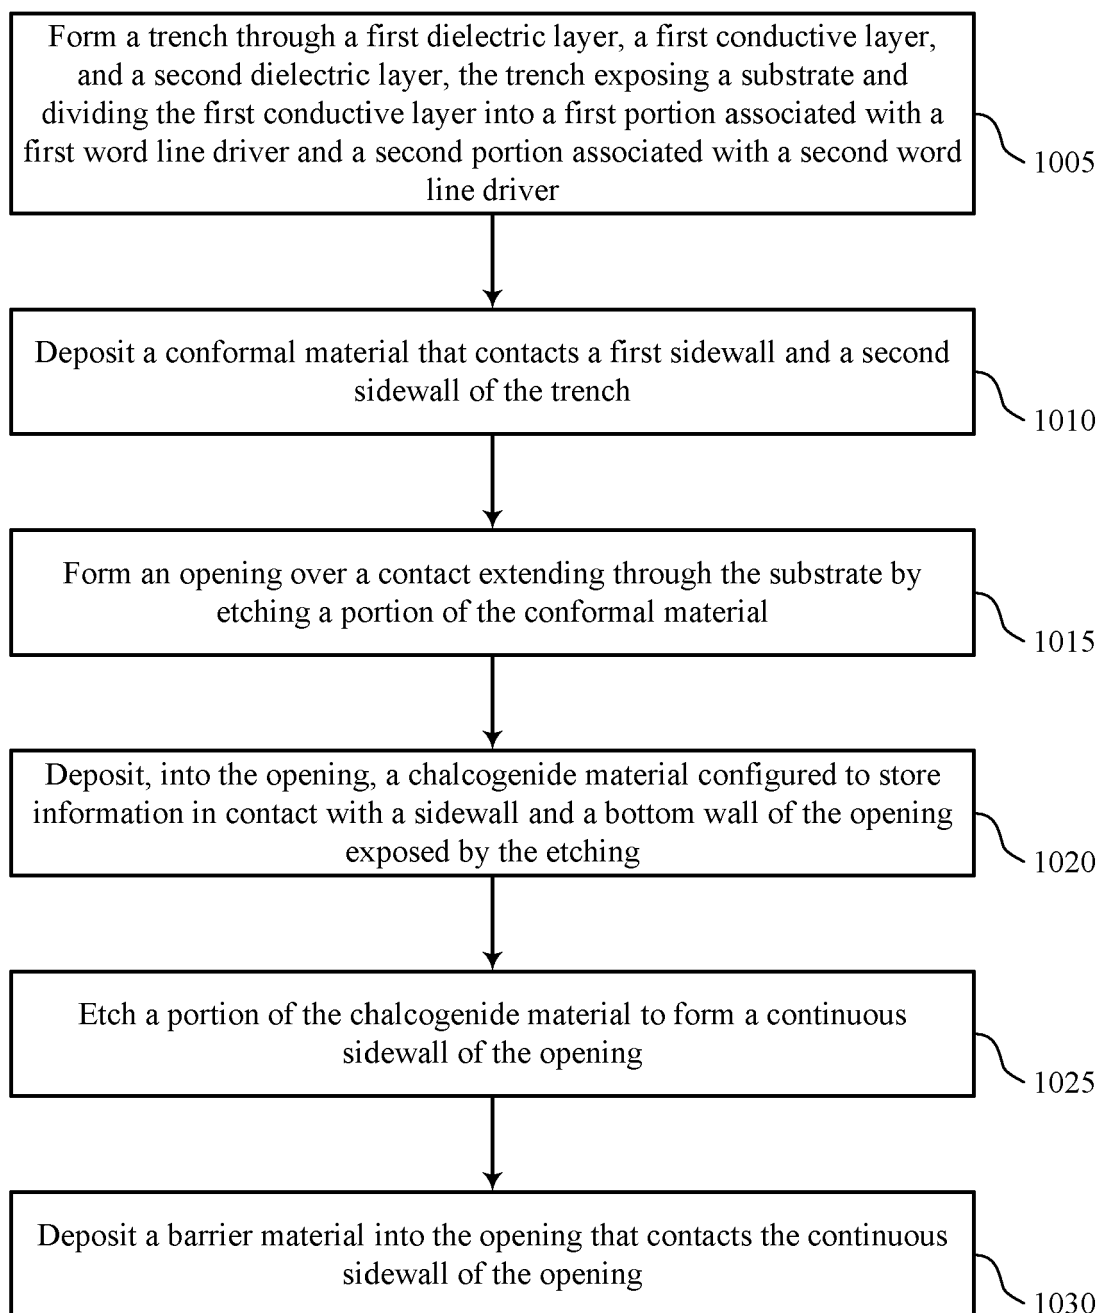 Form a trench through a first dielectric layer, a first conductive layer,
and a second dielectric layer, the trench exposing a substrate and
dividing the first conductive layer into a first portion associated with a
first word line driver and a second portion associated with a second word
line driver
1005
Deposit a conformal material that contacts a first sidewall and a second
sidewall of the trench
1010
Form an opening over a contact extending through the substrate by
etching a portion of the conformal material
1015
Deposit, into the opening, a chalcogenide material configured to store
information in contact with a sidewall and a bottom wall of the opening
exposed by the etching
1020
Etch a portion of the chalcogenide material to form a continuous
sidewall of the opening
1025
Deposit a barrier material into the opening that contacts the continuous
sidewall of the opening
1030